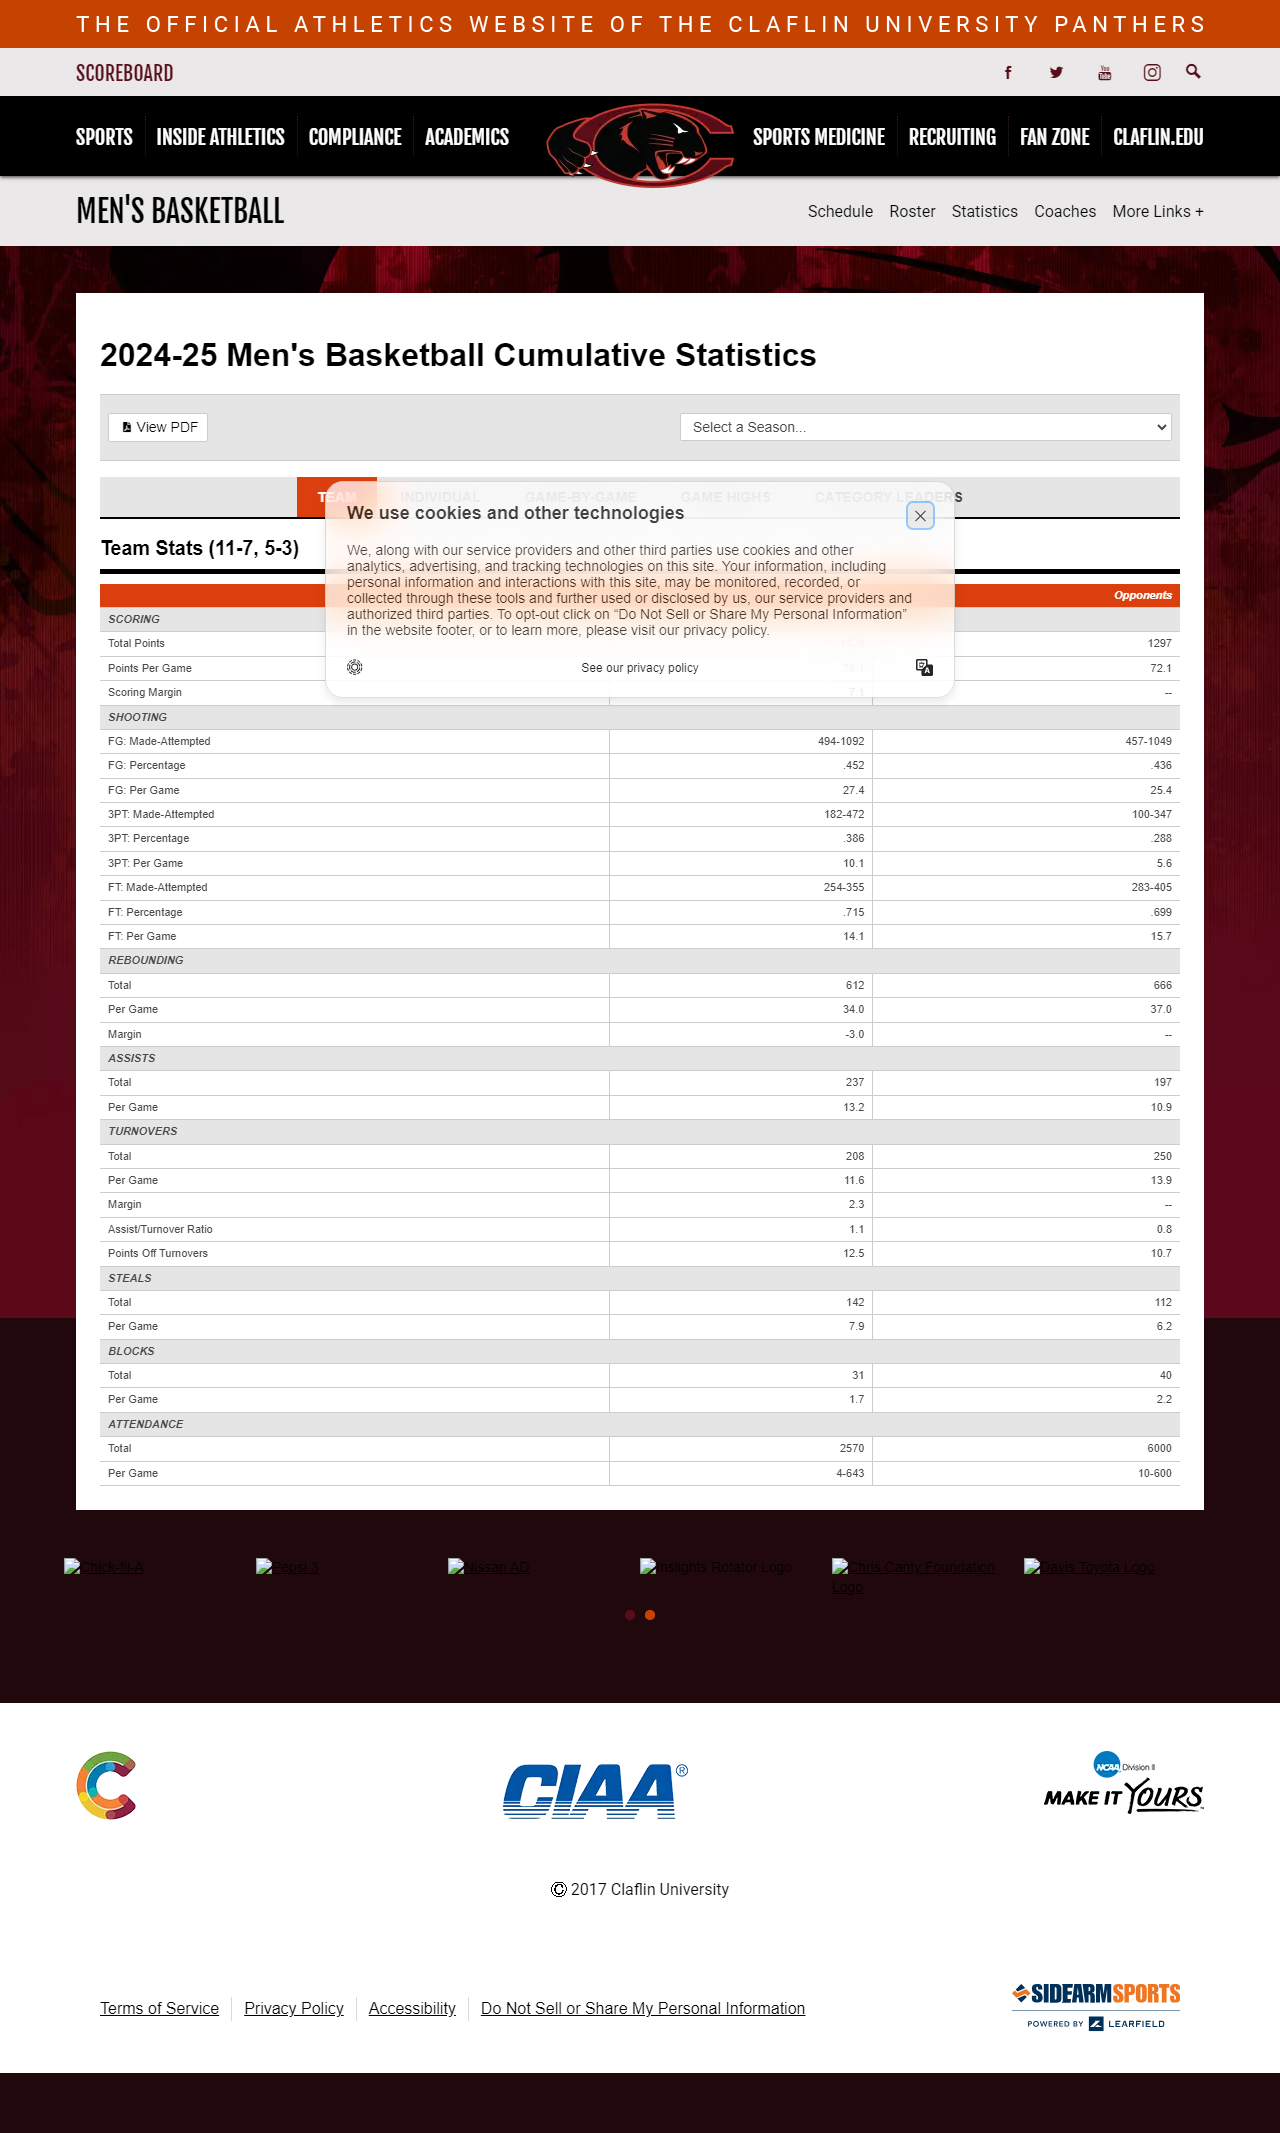 THE OFFICIAL ATHLETICS WEBSITE OF THE CLAFLIN UNIVERSITY PANTHERS
SCOREBOARD
SPORTS INSIDE ATHLETICS COMPLIANCE ACADEMICS SPORTS MEDICINE RECRUITING FAN ZONE CLAFLIN.EDU
MEN'S BASKETBALL Schedule Roster Statistics Coaches More Links +
2024-25 Men's Basketball Cumulative Statistics
View PDF Select a Season...
TEAM INDIVIDUAL GAME-BY-GAME GAME HIGHS CATEGORY LEADERS
We use cookies and other technologies
Team Stats (11-7, 5-3)
We, along with our service providers and other third parties use cookies and other
analytics, advertising, and tracking technologies on this site. Your information, including
personal information and interactions with this site, may be monitored, recorded, or
collected through these tools and further used or disclosed by us, our service providers and
authorized third parties. To opt-out click on “Do Not Sell or Share My Personal Information”
in the website footer, or to learn more, please visit our privacy policy.
See our privacy policy
Opponents
SCORING
Total Points 1297
Points Per Game 79.1 72.1
Scoring Margin 7.1 --
SHOOTING
FG: Made-Attempted 494-1092 457-1049
FG: Percentage .452 .436
FG: Per Game 27.4 25.4
3PT: Made-Attempted 182-472 100-347
3PT: Percentage .386 .288
3PT: Per Game 10.1 5.6
FT: Made-Attempted 254-355 283-405
FT: Percentage .715 .699
FT: Per Game 14.1 15.7
REBOUNDING
Total 612 666
Per Game 34.0 37.0
Margin -3.0 --
ASSISTS
Total 237 197
Per Game 13.2 10.9
TURNOVERS
Total 208 250
Per Game 11.6 13.9
Margin 2.3 --
Assist/Turnover Ratio 1.1 0.8
Points Off Turnovers 12.5 10.7
STEALS
Total 142 112
Per Game 7.9 6.2
BLOCKS
Total 31 40
Per Game 1.7 2.2
ATTENDANCE
Total 2570 6000
Per Game 4-643 10-600
Chick-fil-A Pepsi 3 Nissan AD Inslights Rotator Logo Chris Canty Foundation Davis Toyota Logo
Logo
CIAA®
NCAA Division II
MAKE IT YOURS
© 2017 Claflin University
Terms of Service Privacy Policy Accessibility Do Not Sell or Share My Personal Information
SIDEARMSPORTS
POWERED BY LEARFIELD